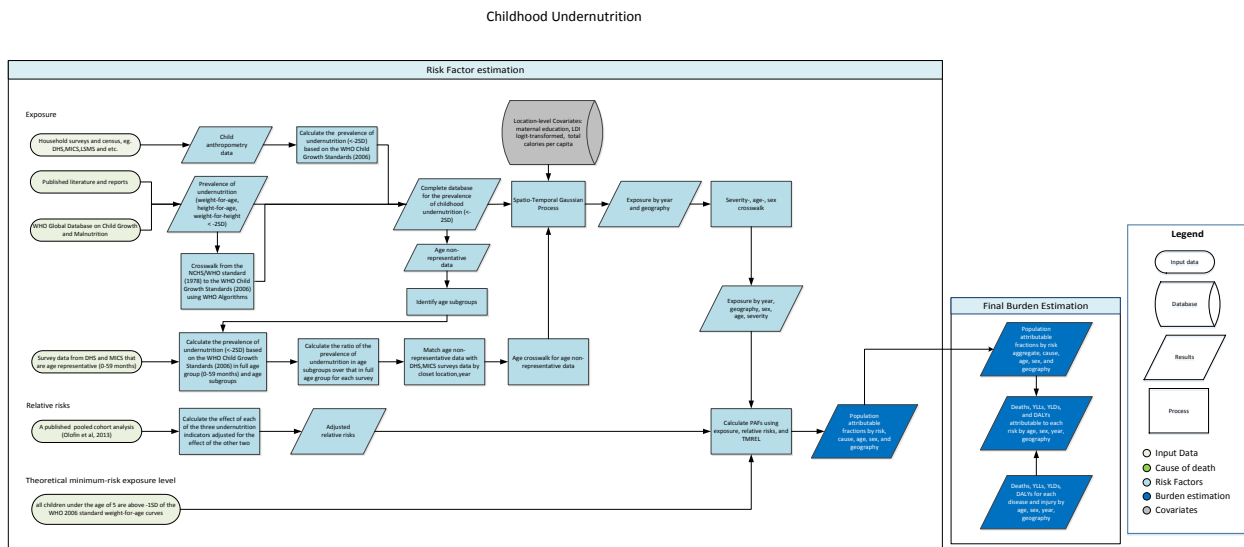 Childhood Undernutrition
Risk Factor estimation
Exposure
Household surveys and census, eg.
DHS,MICS,LSMS and etc.
Child
anthropometry
data
Calculate the prevalence of
undernutrition (<-2SD)
based on the WHO Child
Growth Standards (2006)
Location-level Covariates:
maternal education, LDI
logit-transformed, total
calories per capita
Published literature and reports
WHO Global Database on Child Growth
and Malnutrition
Prevalence of
undernutrition
(weight-for-age,
height-for-age,
weight-for-height
< -2SD)
Complete database
for the prevalence of
childhood
undernutrition (<-
2SD)
Spatio-Temporal Gaussian
Process
Exposure by year
and geography
Severity-, age-, sex
crosswalk
Crosswalk from the
NCHS/WHO standard
(1978) to the WHO Child
Growth Standards (2006)
using WHO Algorithms
Age non-
representative
data
Identify age subgroups
Exposure by year,
geography, sex,
age, severity
Survey data from DHS and MICS that
are age representative (0-59 months)
Calculate the prevalence of
undernutrition (<-2SD) based
on the WHO Child Growth
Standards (2006) in full age
group (0-59 months) and age
subgroups
Calculate the ratio of the
prevalence of
undernutrition in age
subgroups over that in full
age group for each survey
Match age non-
representative data with
DHS,MICS surveys data by
closet location,year
Age crosswalk for age non-
representative data
Relative risks
A published pooled cohort analysis
(Olofin et al, 2013)
Calculate the effect of each
of the three undernutrition
indicators adjusted for the
effect of the other two
Adjusted
relative risks
Calculate PAFs using
exposure, relative risks, and
TMREL
Population
attributable
fractions by risk,
cause, age, sex, and
geography
Theoretical minimum-risk exposure level
all children under the age of 5 are above -1SD of the
WHO 2006 standard weight-for-age curves
Final Burden Estimation
Population
attributable
fractions by risk
aggregate, cause,
age, sex, and
geography
Deaths, YLLs, YLDs,
and DALYs
attributable to each
risk by age, sex, year,
geography
Deaths, YLLs, YLDs,
DALYs for each
disease and injury by
age, sex, year,
geography
Legend
Input data
Database
Results
Process
Input Data
Cause of death
Risk Factors
Burden estimation
Covariates